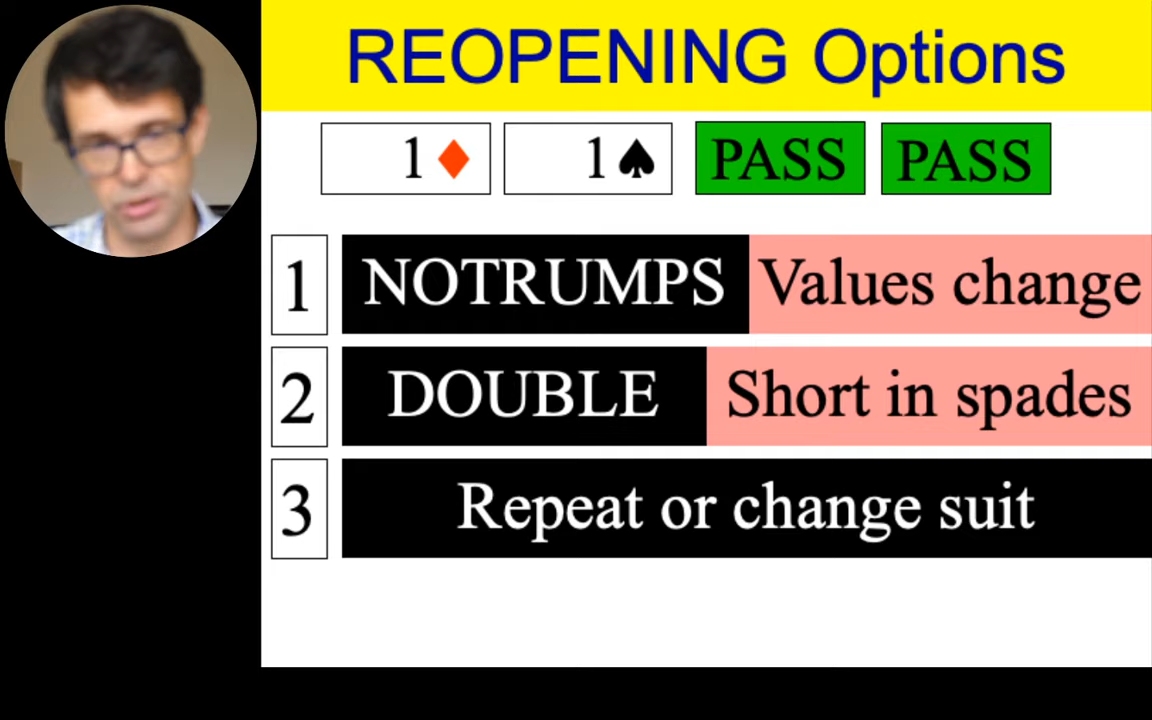 REOPENING Options
1♦ 1♠ PASS PASS
1 NOTRUMPS Values change
2 DOUBLE Short in spades
3 Repeat or change suit